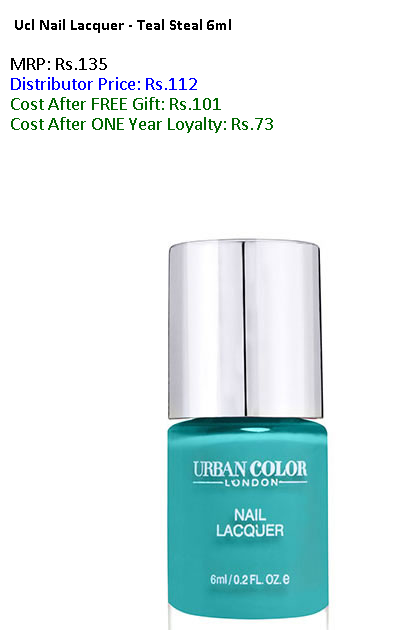 Ucl Nail Lacquer - Teal Steal 6ml
MRP: Rs.135
Distributor Price: Rs.112
Cost After FREE Gift: Rs.101
Cost After ONE Year Loyalty: Rs.73
URBAN COLOR
LONDON
NAIL
LACQUER
6ml/0.2 FL. OZ. e